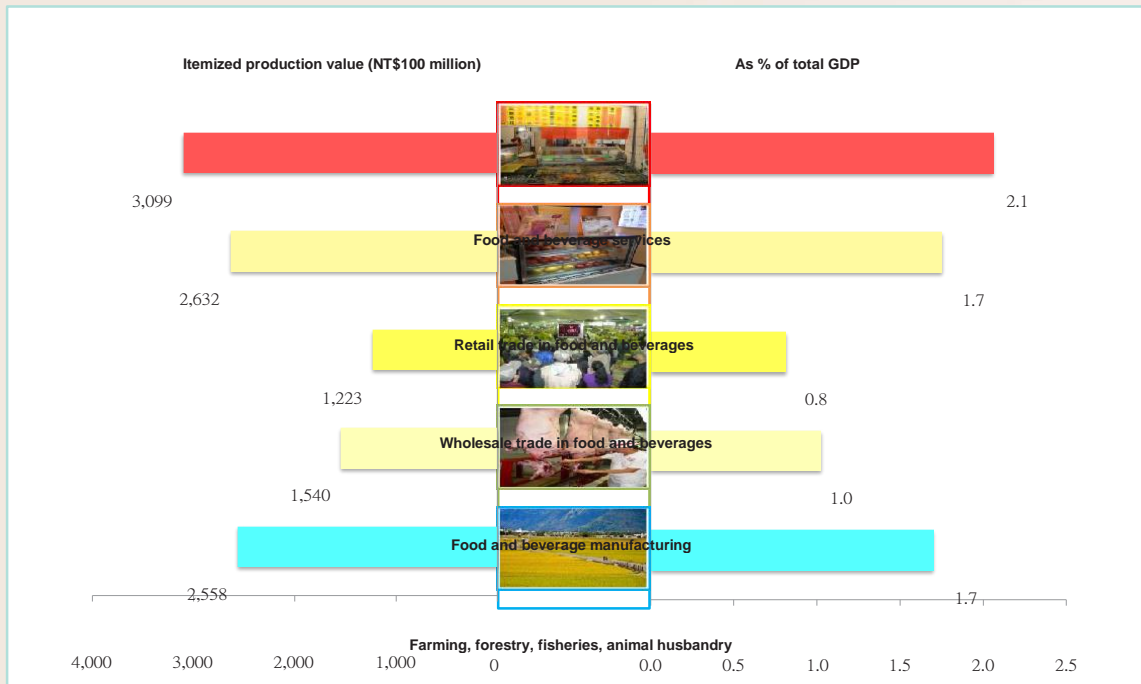 Itemized production value (NT$100 million)
As % of total GDP
3,099
2.1
Food and beverage services
2,632
1.7
Retail trade in food and beverages
1,223
0.8
Wholesale trade in food and beverages
1,540
1.0
Food and beverage manufacturing
2,558
1.7
Farming, forestry, fisheries, animal husbandry
4,000 3,000 2,000 1,000 0 0.0 0.5 1.0 1.5 2.0 2.5